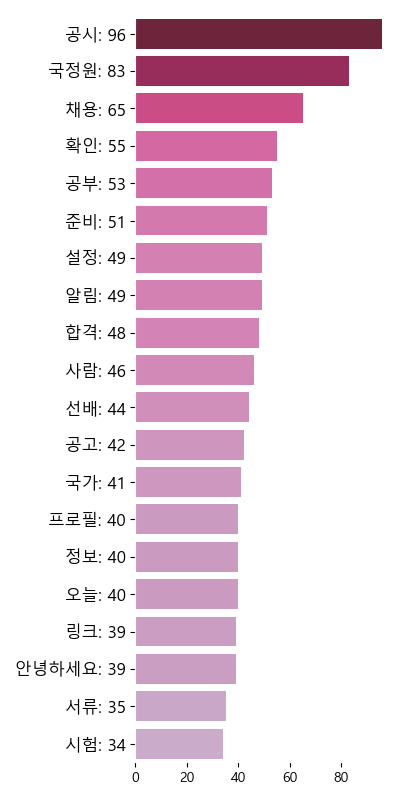 공시: 96
국정원: 83
채용: 65
확인: 55
공부: 53
준비: 51
설정: 49
알림: 49
합격: 48
사람: 46
선배: 44
공고: 42
국가: 41
프로필: 40
정보: 40
오늘: 40
링크: 39
안녕하세요: 39
서류: 35
시험: 34
0 20 40 60 80